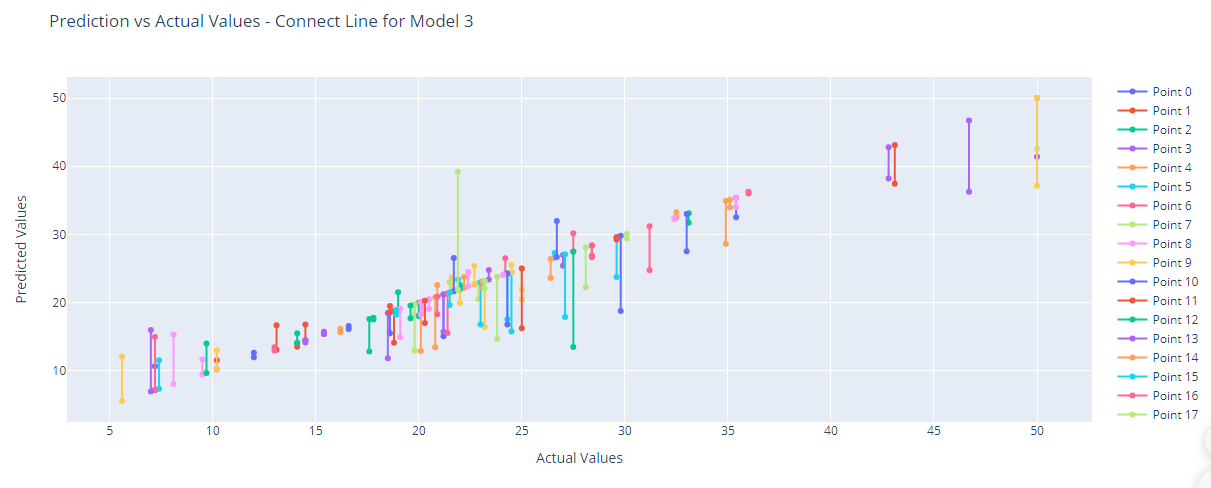 Prediction vs Actual Values - Connect Line for Model 3
Predicted Values
50
40
30
20
10
5 10 15 20 25 30 35 40 45 50
Actual Values
Point 0
Point 1
Point 2
Point 3
Point 4
Point 5
Point 6
Point 7
Point 8
Point 9
Point 10
Point 11
Point 12
Point 13
Point 14
Point 15
Point 16
Point 17